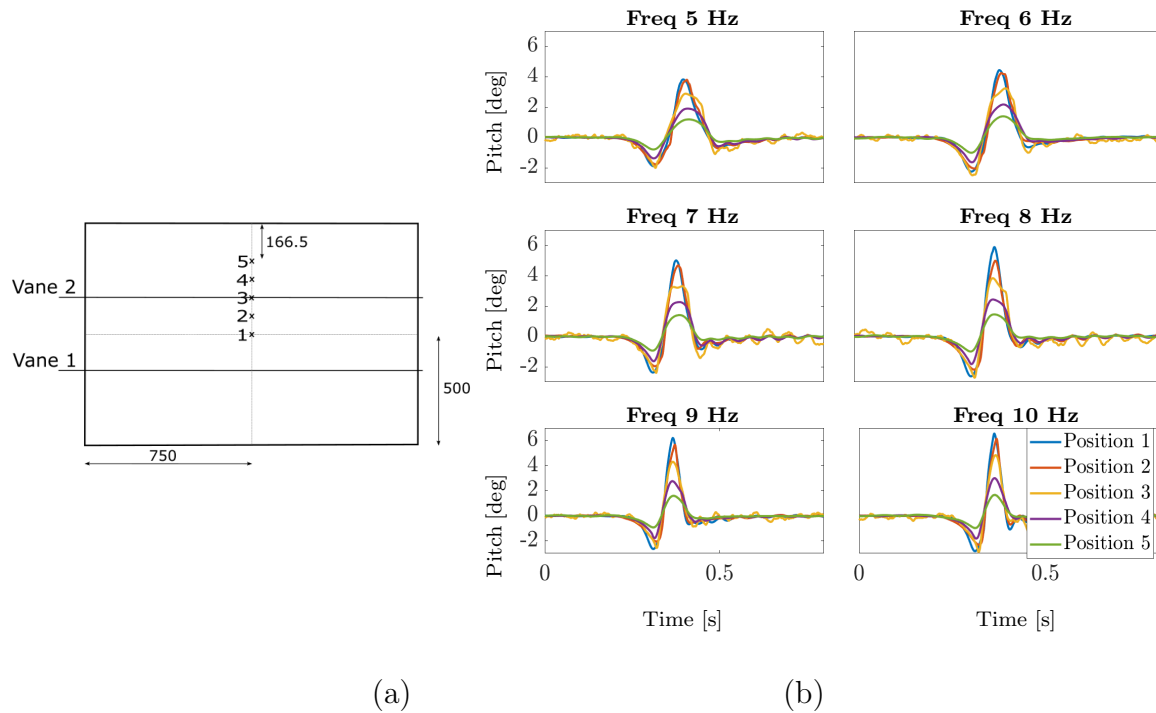 166.5
5
4
Vane 2
3
2
1
Vane 1
500
750
(a)
Freq 5 Hz
Freq 6 Hz
Pitch [deg]
6
4
2
0
-2
Freq 7 Hz
Freq 8 Hz
Pitch [deg]
6
4
2
0
-2
Freq 9 Hz
Freq 10 Hz
Pitch [deg]
6
4
2
0
-2
Position 1
Position 2
Position 3
Position 4
Position 5
0
0.5
0
0.5
Time [s]
Time [s]
(b)